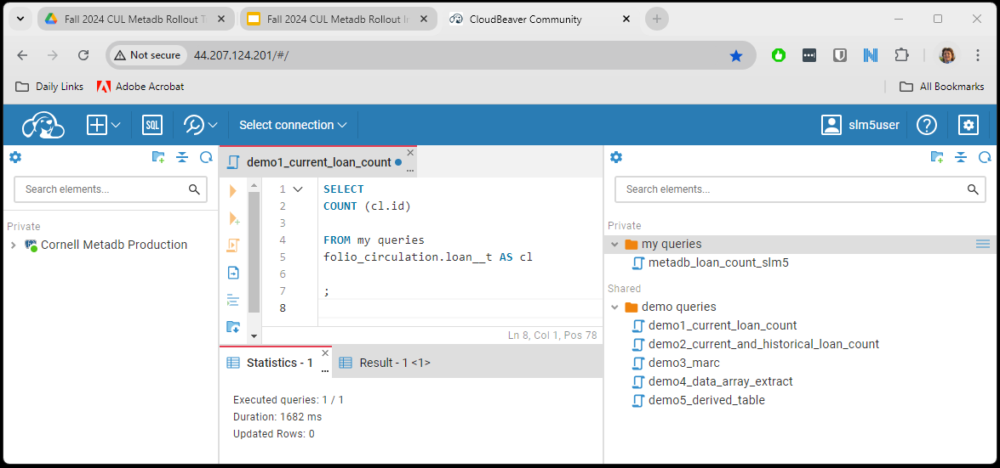 Fall 2024 CUL Metadb Rollout T
Fall 2024 CUL Metadb Rollout I
CloudBeaver Community
Not secure
44.207.124.201/#/
Daily Links
Adobe Acrobat
All Bookmarks
SQL
Select connection
slm5user
Search elements...
Private
Cornell Metadb Production
demo1_current_loan_count
1 SELECT
2 COUNT (cl.id)
3
4 FROM my queries
5 folio_circulation.loan__t AS cl
6
7 ;
8
Ln 8, Col 1, Pos 78
Statistics - 1
Result - 1 <1>
Executed queries: 1 / 1
Duration: 1682 ms
Updated Rows: 0
Search elements...
Private
my queries
metadb_loan_count_slm5
Shared
demo queries
demo1_current_loan_count
demo2_current_and_historical_loan_count
demo3_marc
demo4_data_array_extract
demo5_derived_table